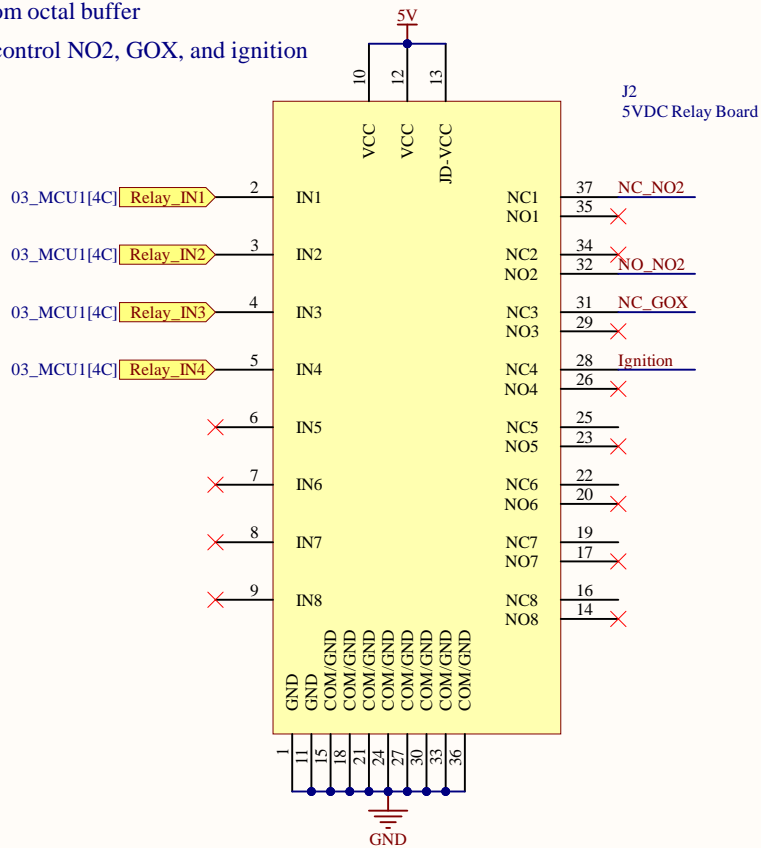 octal buffer
control NO2, GOX, and ignition
5V
10
12
13
J2
5VDC Relay Board
VCC
VCC
JD-VCC
03_MCU1[4C] Relay_IN1 2 IN1
NC1 37 NC_NO2
NO1 35
03_MCU1[4C] Relay_IN2 3 IN2
NC2 34
NO2 32 NO_NO2
03_MCU1[4C] Relay_IN3 4 IN3
NC3 31 NC_GOX
NO3 29
03_MCU1[4C] Relay_IN4 5 IN4
NC4 28 Ignition
NO4 26
6 IN5
NC5 25
NO5 23
7 IN6
NC6 22
NO6 20
8 IN7
NC7 19
NO7 17
9 IN8
NC8 16
NO8 14
GND
GND
COM/GND
COM/GND
COM/GND
COM/GND
COM/GND
COM/GND
COM/GND
COM/GND
1
11
15
18
21
24
27
30
33
36
GND